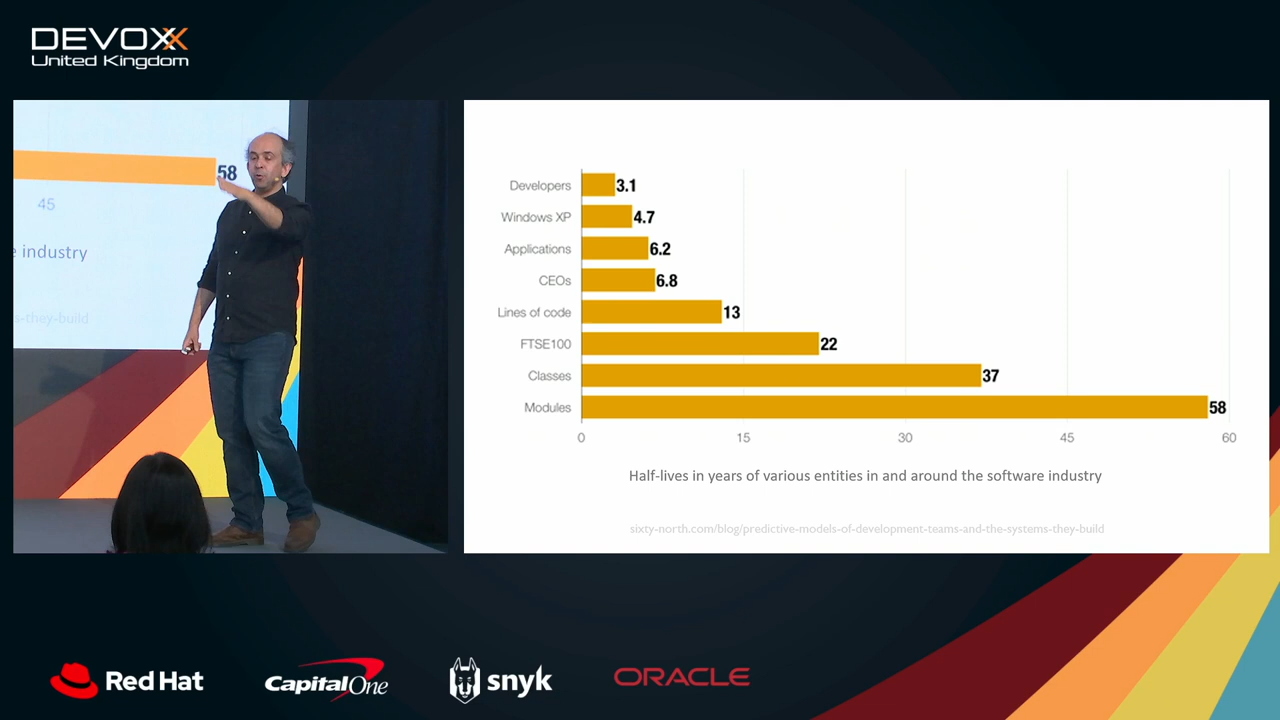 DEVOXX
United Kingdom
58
45
e industry
s-they-build
Developers 3.1
Windows XP 4.7
Applications 6.2
CEOs 6.8
Lines of code 13
FTSE100 22
Classes 37
Modules 58
0 15 30 45 60
Half-lives in years of various entities in and around the software industry
sixty-north.com/blog/predictive-models-of-development-teams-and-the-systems-they-build
Red Hat
CapitalOne
snyk
ORACLE